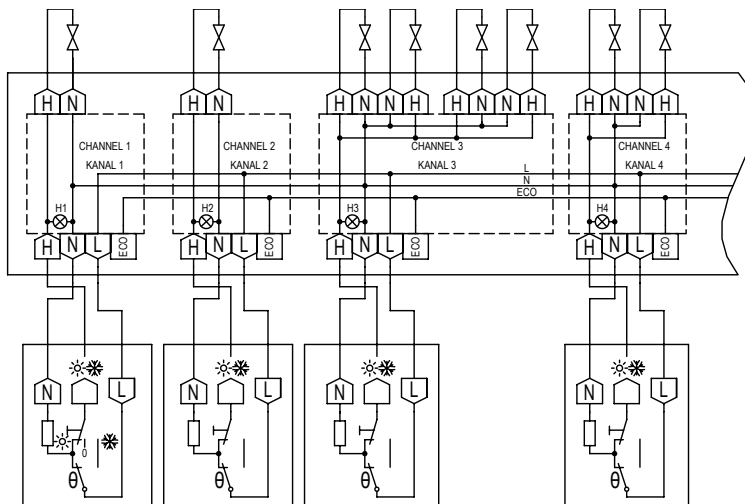 H N H N H N N H H N N H H N N H
CHANNEL 1 CHANNEL 2 CHANNEL 3 CHANNEL 4
KANAL 1 KANAL 2 KANAL 3 KANAL 4
L
N
ECO
H1 H2 H3 H4
H N L ECO H N L ECO H N L ECO H N L ECO
N L N L N L N L
0
θ θ θ θ